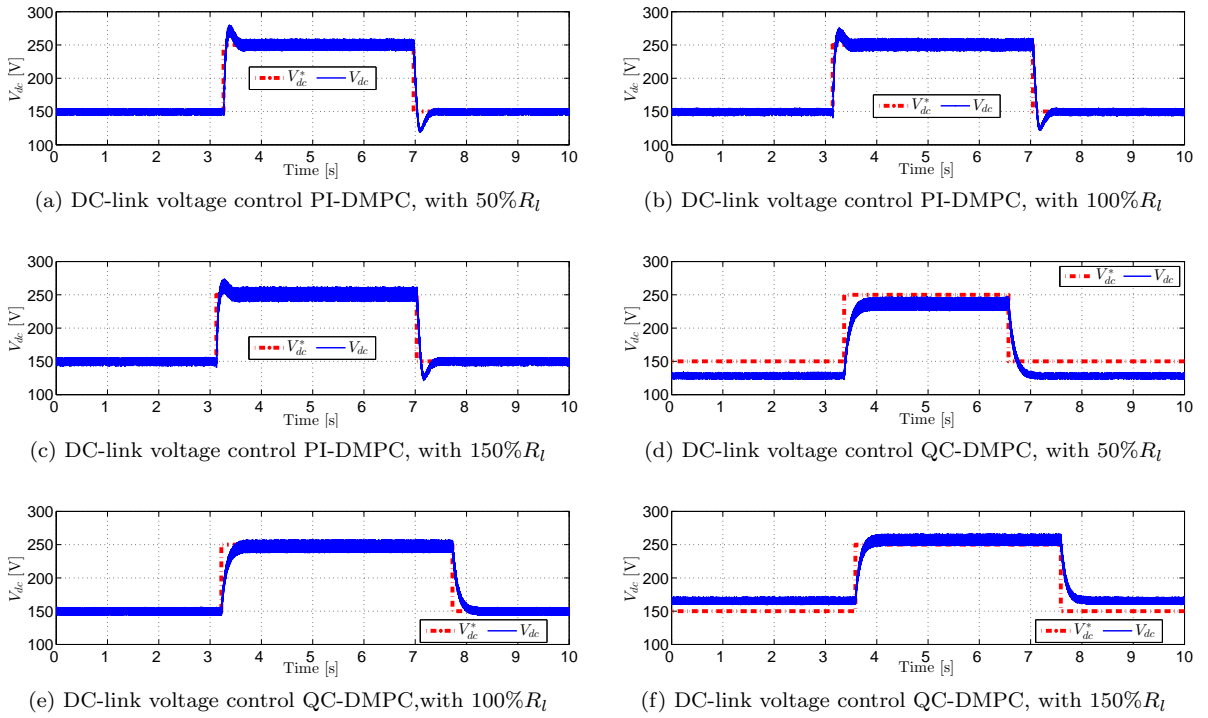 300
250
200
150
100
V_dc [V]
V*_dc V_dc
0 1 2 3 4 5 6 7 8 9 10
Time [s]
(a) DC-link voltage control PI-DMPC, with 50%R_l
300
250
200
150
100
V_dc [V]
V*_dc V_dc
0 1 2 3 4 5 6 7 8 9 10
Time [s]
(b) DC-link voltage control PI-DMPC, with 100%R_l
300
250
200
150
100
V_dc [V]
V*_dc V_dc
0 1 2 3 4 5 6 7 8 9 10
Time [s]
(c) DC-link voltage control PI-DMPC, with 150%R_l
300
250
200
150
100
V_dc [V]
V*_dc V_dc
0 1 2 3 4 5 6 7 8 9 10
Time [s]
(d) DC-link voltage control QC-DMPC, with 50%R_l
300
250
200
150
100
V_dc [V]
V*_dc V_dc
0 1 2 3 4 5 6 7 8 9 10
Time [s]
(e) DC-link voltage control QC-DMPC,with 100%R_l
300
250
200
150
100
V_dc [V]
V*_dc V_dc
0 1 2 3 4 5 6 7 8 9 10
Time [s]
(f) DC-link voltage control QC-DMPC, with 150%R_l